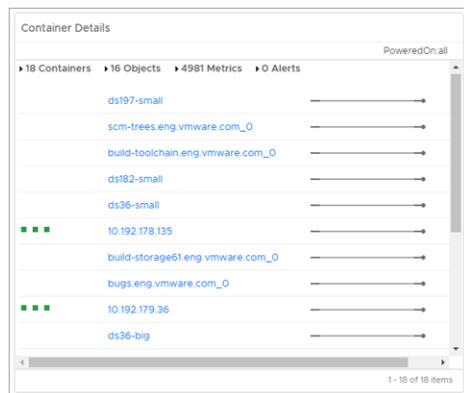 Container Details
PoweredOn:all
18 Containers 16 Objects 4981 Metrics 0 Alerts
ds197-small
scm-trees.eng.vmware.com_0
build-toolchain.eng.vmware.com_0
ds182-small
ds36-small
10.192.178.135
build-storage61.eng.vmware.com_0
bugs.eng.vmware.com_0
10.192.179.36
ds36-big
1 - 18 of 18 items